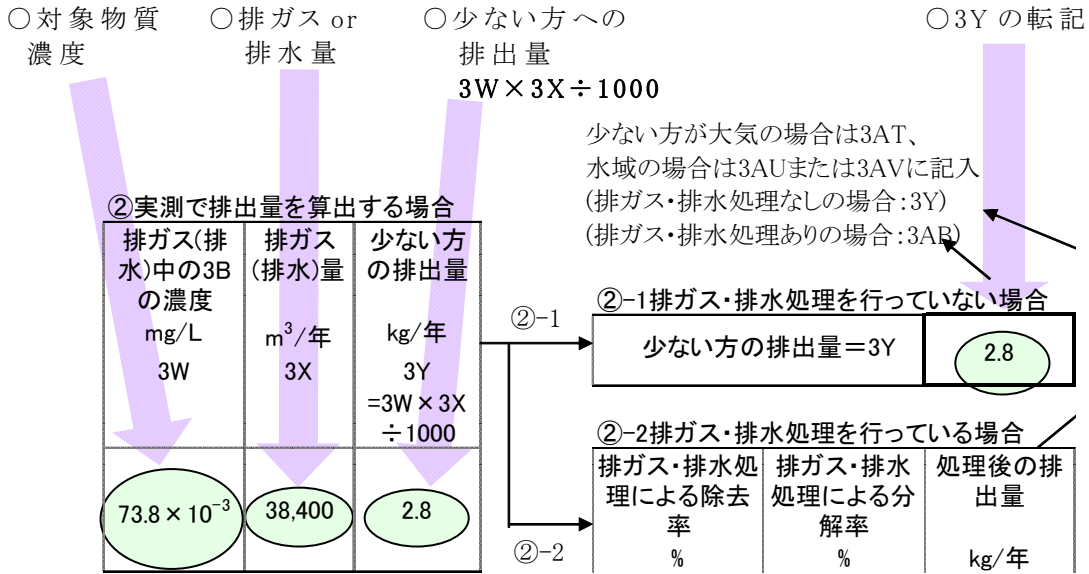 ○対象物質
濃度
○排ガス or
排水量
○少ない方への
排出量
3W×3X÷1000
○3Y の転記
少ない方が大気の場合は3AT、
水域の場合は3AUまたは3AVに記入
(排ガス・排水処理なしの場合:3Y)
(排ガス・排水処理ありの場合:3AB)
②実測で排出量を算出する場合
排ガス(排
水)中の3B
の濃度
mg/L
3W
排ガス
(排水)量
m³/年
3X
少ない方
の排出量
kg/年
3Y
=3W×3X
÷1000
73.8×10⁻³
38,400
2.8
②-1
②-1排ガス・排水処理を行っていない場合
少ない方の排出量=3Y
2.8
②-2
②-2排ガス・排水処理を行っている場合
排ガス・排水処
理による除去
率
%
排ガス・排水
処理による分
解率
%
処理後の排
出量
kg/年